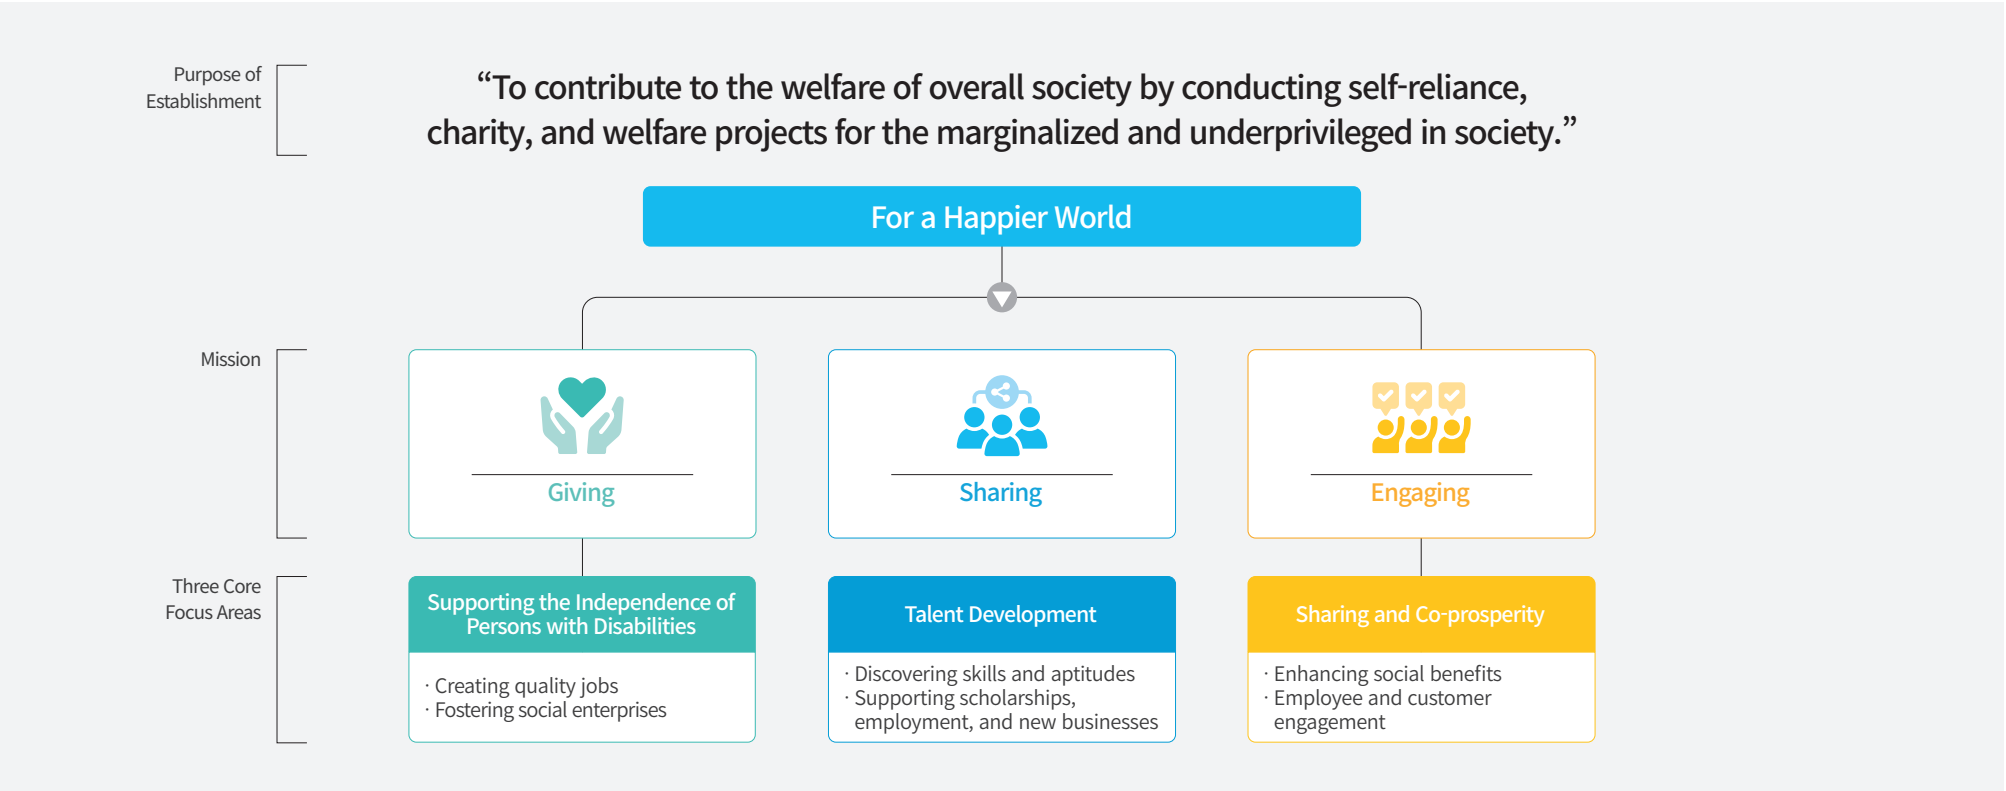 Purpose of
Establishment
“To contribute to the welfare of overall society by conducting self-reliance,
charity, and welfare projects for the marginalized and underprivileged in society.”
For a Happier World
Mission
Giving
Sharing
Engaging
Three Core
Focus Areas
Supporting the Independence of
Persons with Disabilities
· Creating quality jobs
· Fostering social enterprises
Talent Development
· Discovering skills and aptitudes
· Supporting scholarships,
employment, and new businesses
Sharing and Co-prosperity
· Enhancing social benefits
· Employee and customer
engagement